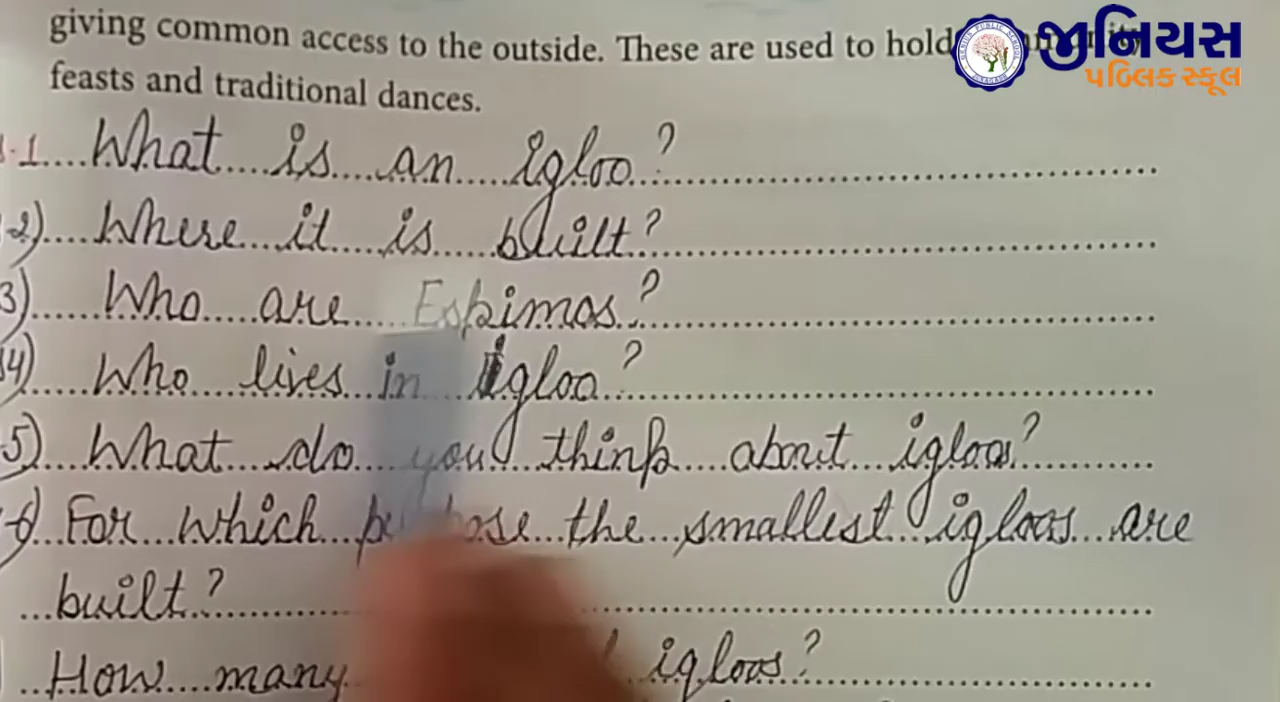 giving common access to the outside. These are used to hold
feasts and traditional dances.
જીનિયસ
પબ્લિક સ્કૂલ
1 What is an igloo?
2) Where it is built?
3) Who are Eskimos?
4) Who lives in igloo?
5) What do you think about igloos?
6) For which the smallest igloos are
built?
How many igloos?